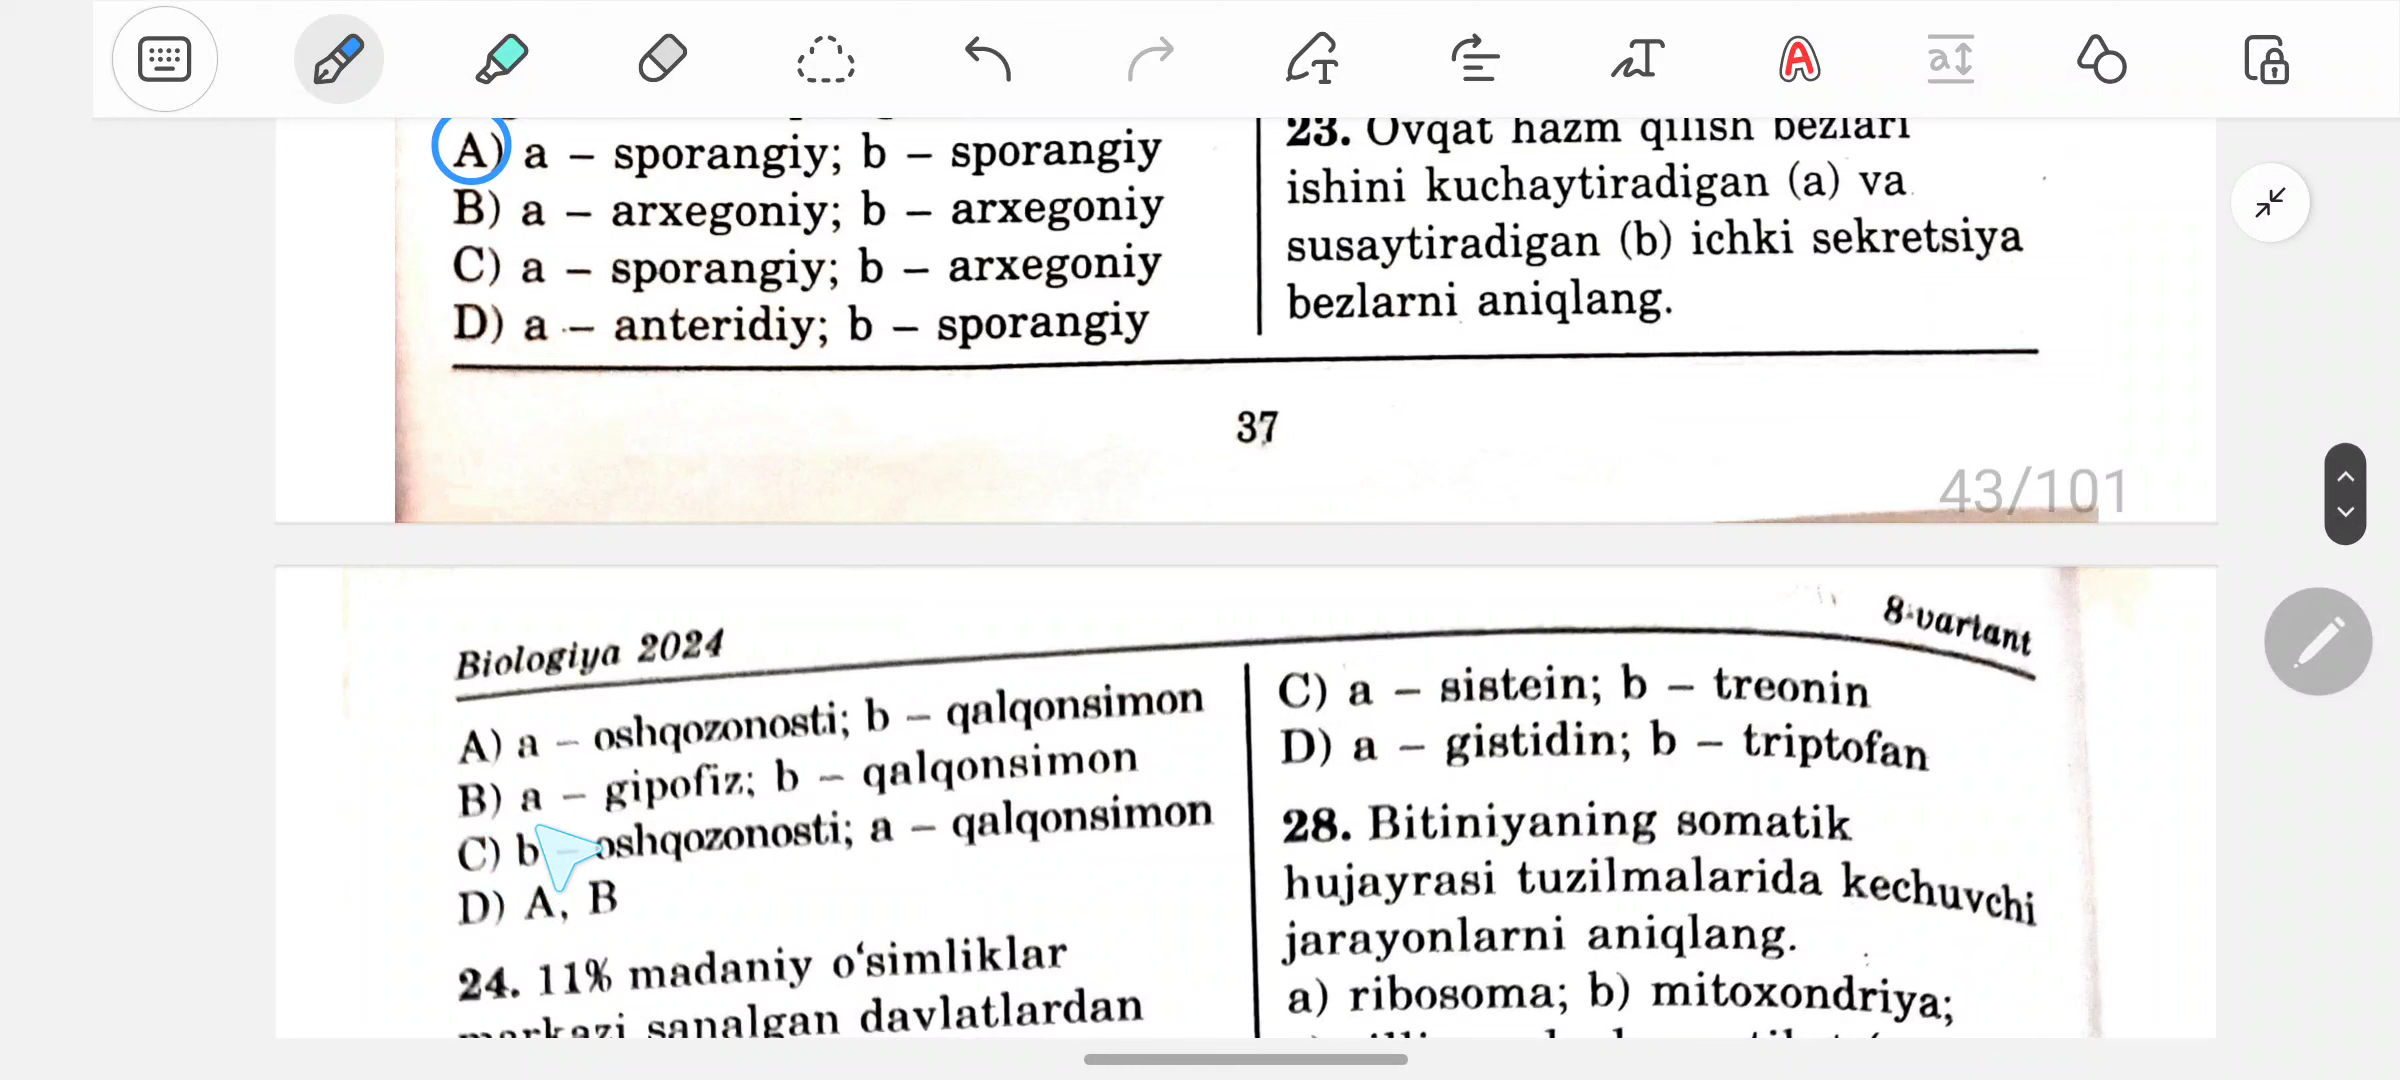 A) a – sporangiy; b – sporangiy
B) a – arxegoniy; b – arxegoniy
C) a – sporangiy; b – arxegoniy
D) a – anteridiy; b – sporangiy
23. Ovqat hazm qilish bezlari
ishini kuchaytiradigan (a) va
susaytiradigan (b) ichki sekretsiya
bezlarni aniqlang.
37
43/101
Biologiya 2024
8-variant
A) a – oshqozonosti; b – qalqonsimon
B) a – gipofiz; b – qalqonsimon
C) b – oshqozonosti; a – qalqonsimon
D) A, B
24. 11% madaniy o‘simliklar
markazi sanalgan davlatlardan
C) a – sistein; b – treonin
D) a – gistidin; b – triptofan
28. Bitiniyaning somatik
hujayrasi tuzilmalarida kechuvchi
jarayonlarni aniqlang.
a) ribosoma; b) mitoxondriya;